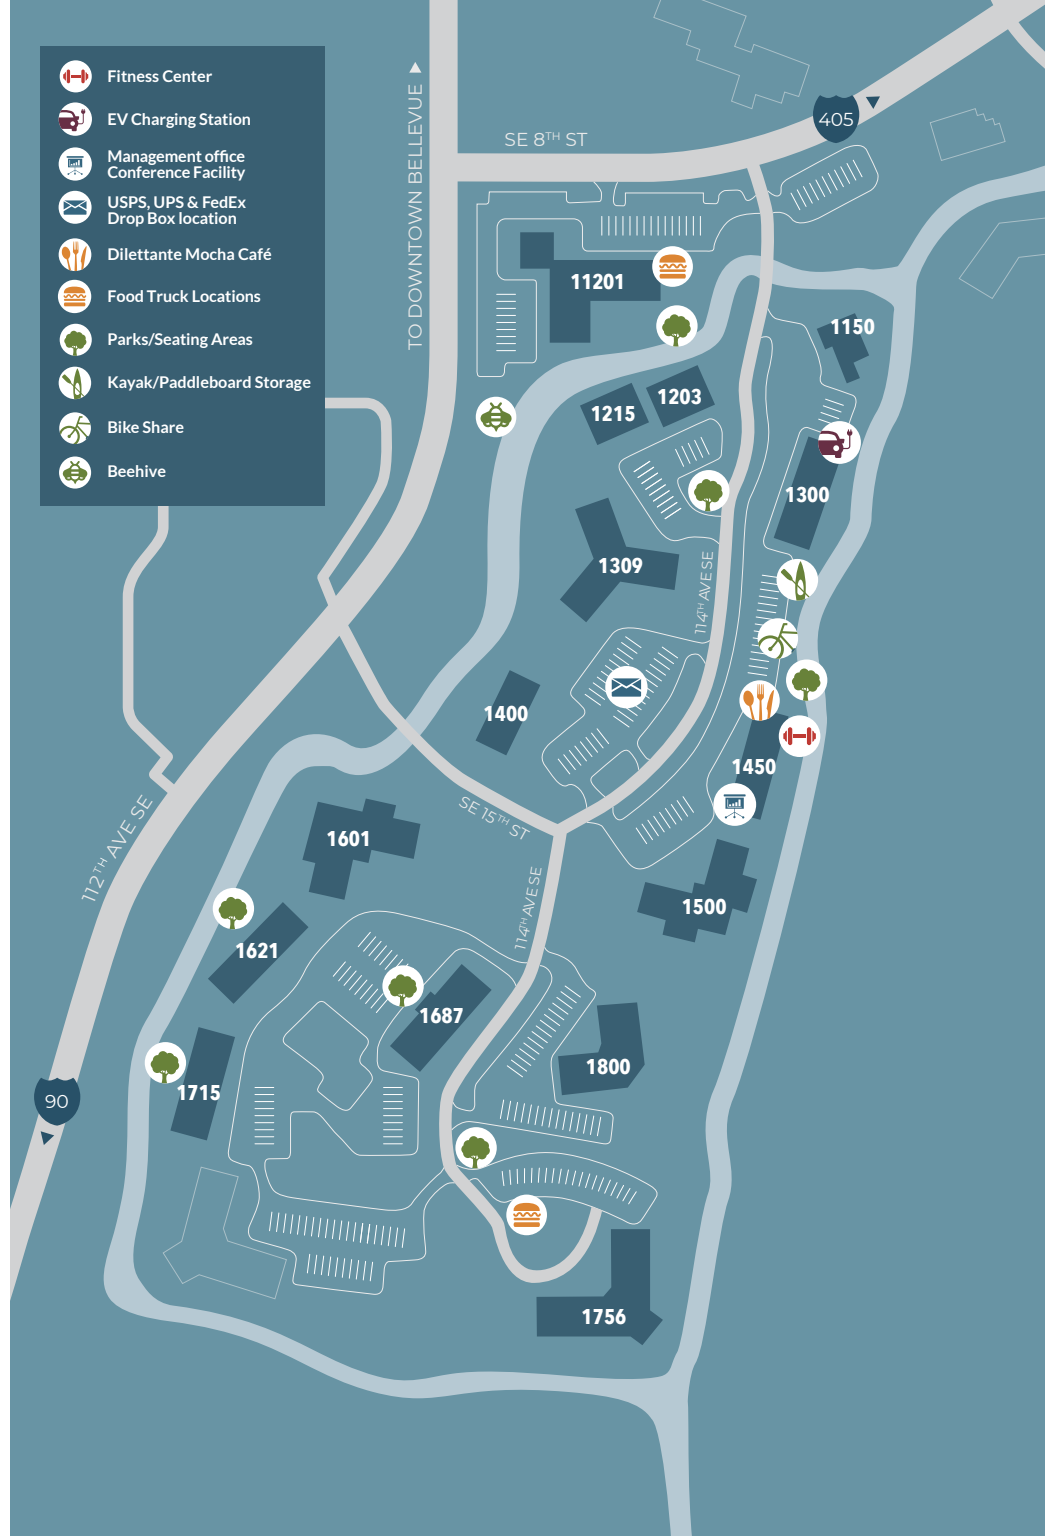 Fitness Center
EV Charging Station
Management office
Conference Facility
USPS, UPS & FedEx
Drop Box location
Dilettante Mocha Café
Food Truck Locations
Parks/Seating Areas
Kayak/Paddleboard Storage
Bike Share
Beehive
TO DOWNTOWN BELLEVUE ▲
SE 8TH ST
405
11201
1150
1203
1215
1300
1309
114TH AVE SE
1400
1450
SE 15TH ST
112TH AVE SE
1601
1500
114TH AVE SE
1621
1687
1800
1715
90
1756